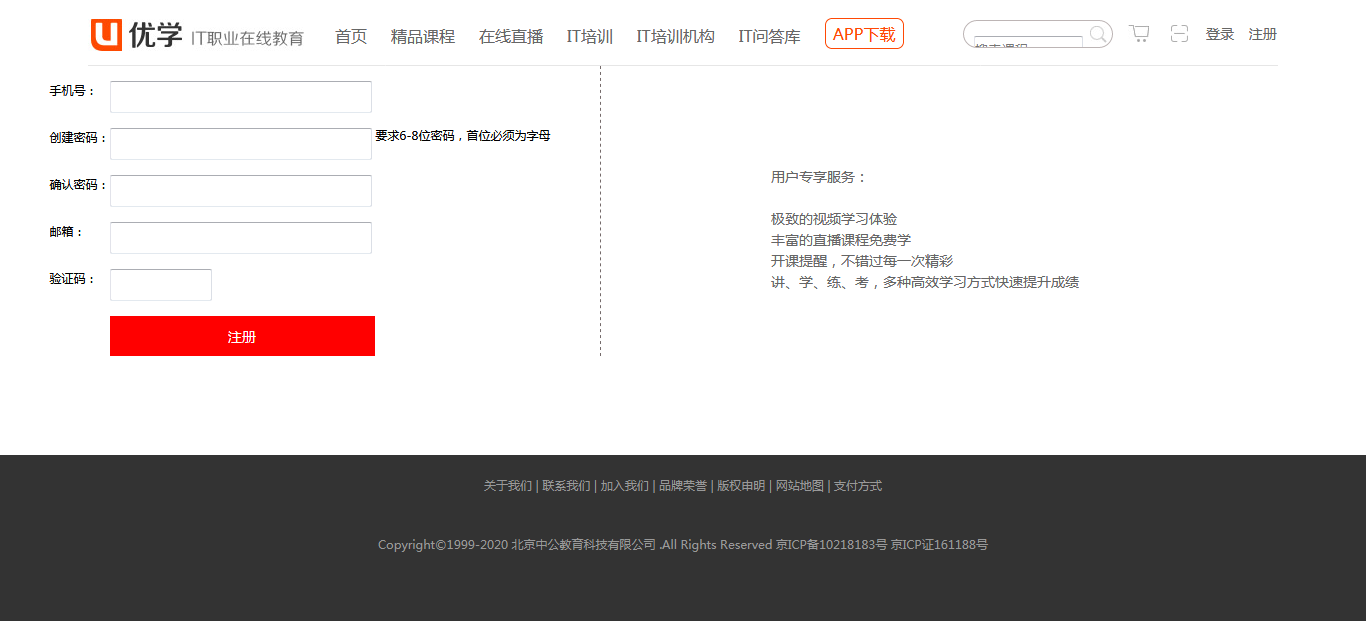 优学 IT职业在线教育 首页 精品课程 在线直播 IT培训 IT培训机构 IT问答库 APP下载 登录 注册
手机号：
创建密码： 要求6-8位密码，首位必须为字母
确认密码：
邮箱：
验证码：
注册
用户专享服务：
极致的视频学习体验
丰富的直播课程免费学
开课提醒，不错过每一次精彩
讲、学、练、考，多种高效学习方式快速提升成绩
关于我们 | 联系我们 | 加入我们 | 品牌荣誉 | 版权申明 | 网站地图 | 支付方式
Copyright©1999-2020 北京中公教育科技有限公司 .All Rights Reserved 京ICP备10218183号 京ICP证161188号